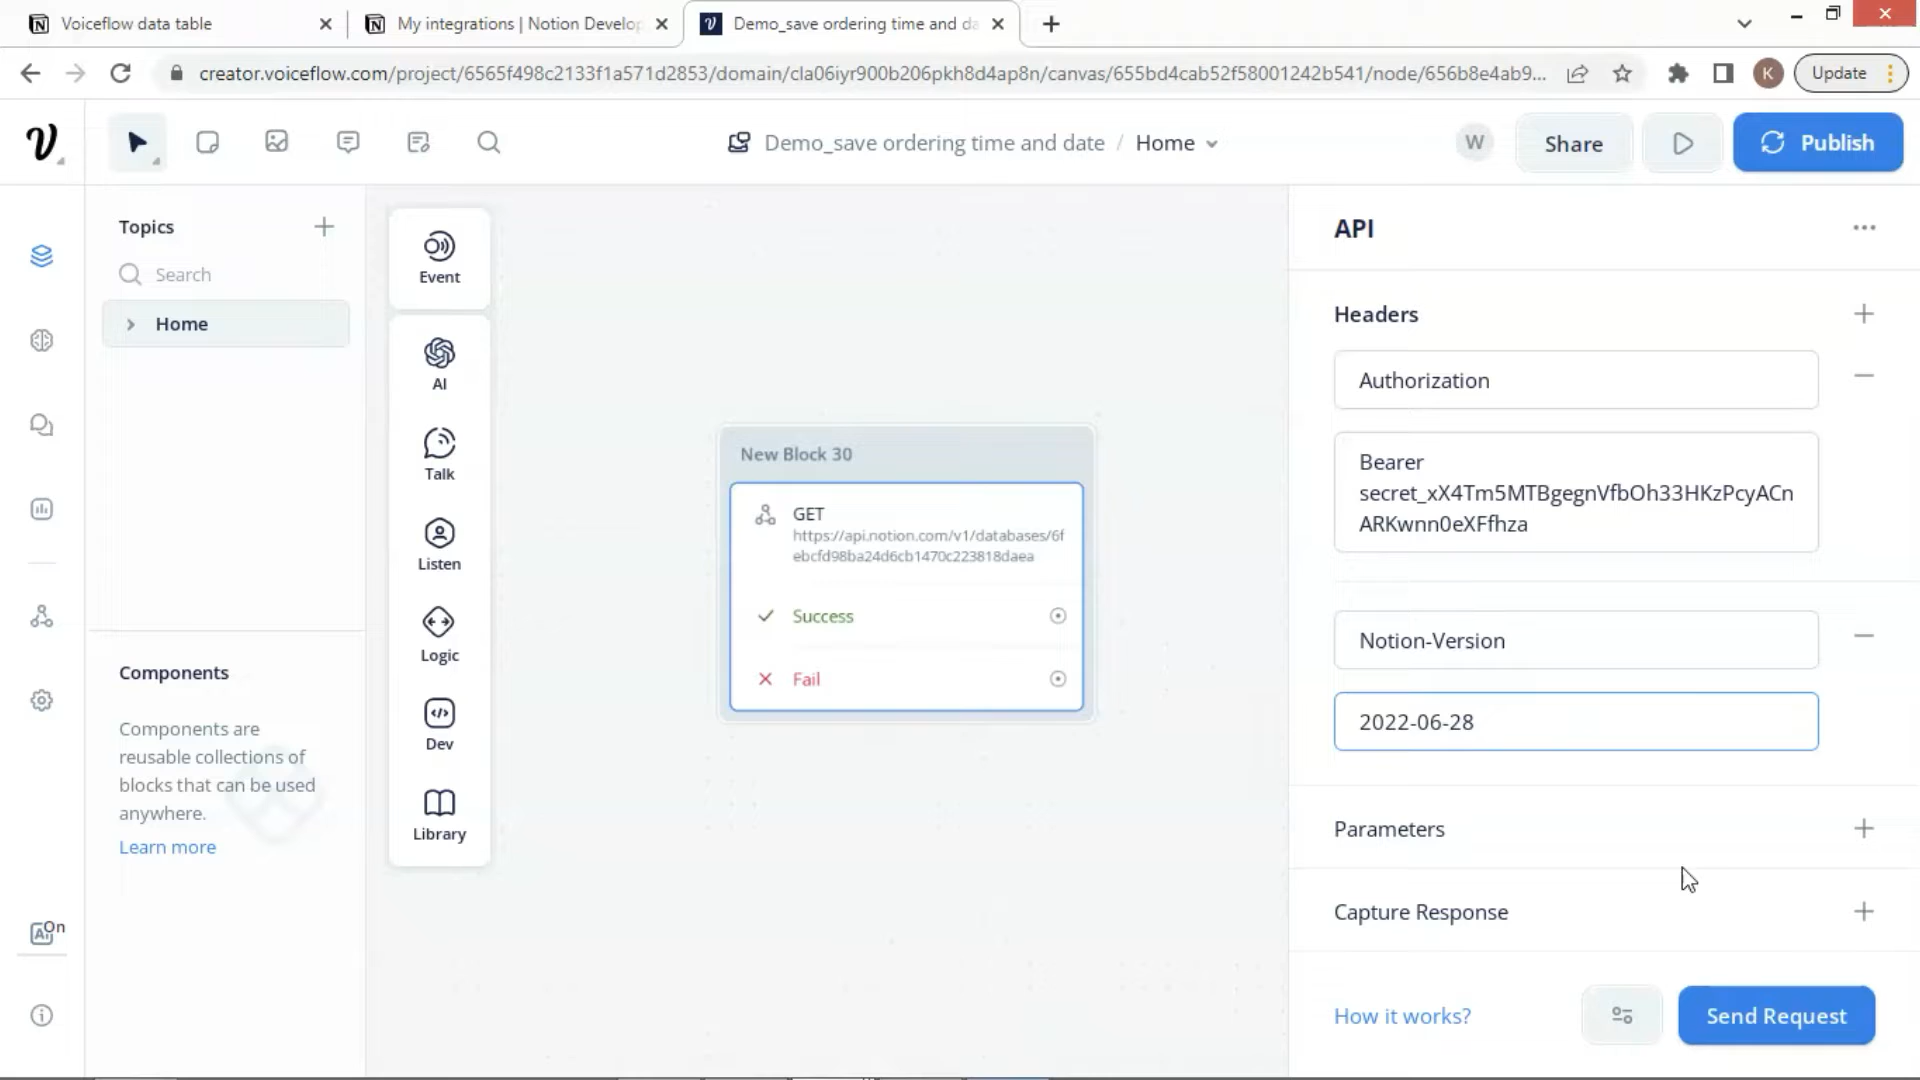 Voiceflow data table
My integrations | Notion Develop
Demo_save ordering time and da
creator.voiceflow.com/project/6565f498c2133f1a571d2853/domain/cla06iyr900b206pkh8d4ap8n/canvas/655bd4cab52f58001242b541/node/656b8e4ab9...
K
Update
Demo_save ordering time and date / Home
W
Share
Publish
Topics
Search
Home
Components
Components are
reusable collections of
blocks that can be used
anywhere.
Learn more
On
Event
AI
Talk
Listen
Logic
Dev
Library
New Block 30
GET
https://api.notion.com/v1/databases/6f
ebcfd98ba24d6cb1470c223818daea
Success
Fail
API
Headers
Authorization
Bearer
secret_xX4Tm5MTBgegnVfbOh33HKzPcyACn
ARKwnn0eXFfhza
Notion-Version
2022-06-28
Parameters
Capture Response
How it works?
Send Request